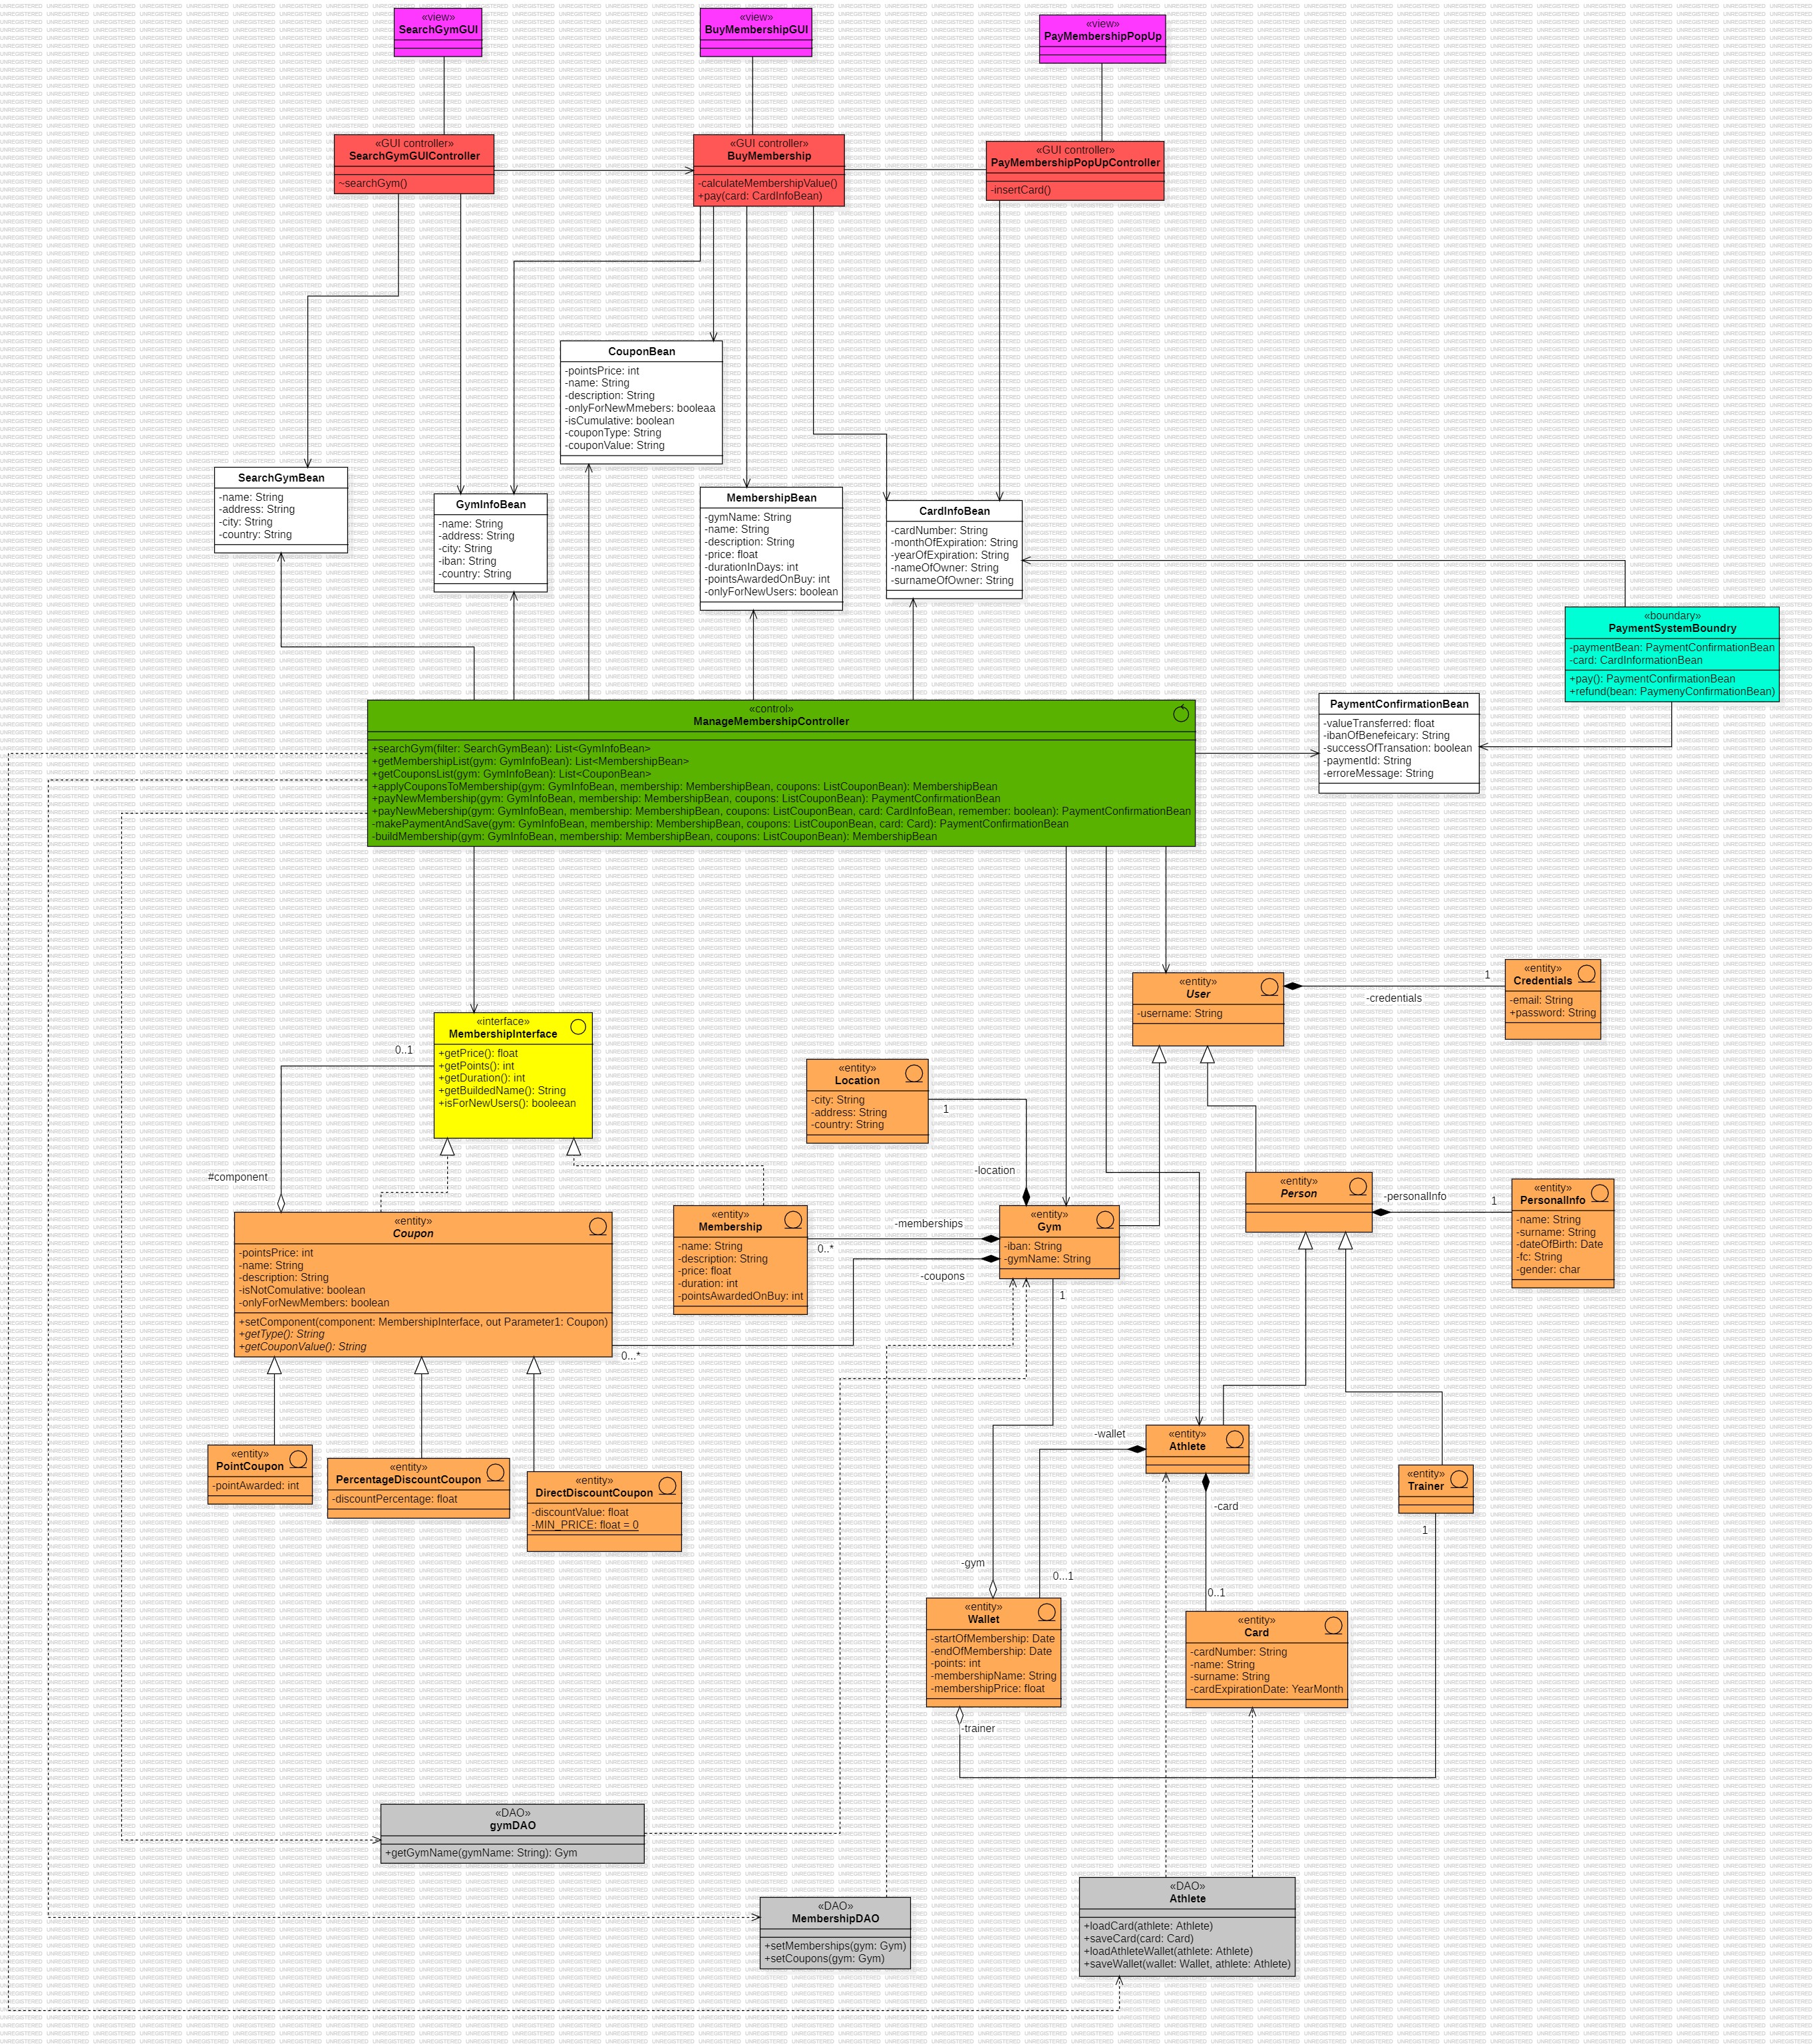 «view»
SearchGymGUI
«view»
BuyMembershipGUI
«view»
PayMembershipPopUp
«GUI controller»
SearchGymGUIController
~searchGym()
«GUI controller»
BuyMembership
-calculateMembershipValue()
+pay(card: CardInfoBean)
«GUI controller»
PayMembershipPopUpController
-insertCard()
CouponBean
-pointsPrice: int
-name: String
-description: String
-onlyForNewMmebers: booleaa
-isCumulative: boolean
-couponType: String
-couponValue: String
SearchGymBean
-name: String
-address: String
-city: String
-country: String
GymInfoBean
-name: String
-address: String
-city: String
-iban: String
-country: String
MembershipBean
-gymName: String
-name: String
-description: String
-price: float
-durationInDays: int
-pointsAwardedOnBuy: int
-onlyForNewUsers: boolean
CardInfoBean
-cardNumber: String
-monthOfExpiration: String
-yearOfExpiration: String
-nameOfOwner: String
-surnameOfOwner: String
«boundary»
PaymentSystemBoundry
-paymentBean: PaymentConfirmationBean
-card: CardInformationBean
+pay(): PaymentConfirmationBean
+refund(bean: PaymenyConfirmationBean)
PaymentConfirmationBean
-valueTransferred: float
-ibanOfBenefeicary: String
-successOfTransation: boolean
-paymentId: String
-erroreMessage: String
«control»
ManageMembershipController
+searchGym(filter: SearchGymBean): List<GymInfoBean>
+getMembershipList(gym: GymInfoBean): List<MembershipBean>
+getCouponsList(gym: GymInfoBean): List<CouponBean>
+applyCouponsToMembership(gym: GymInfoBean, membership: MembershipBean, coupons: ListCouponBean): MembershipBean
+payNewMembership(gym: GymInfoBean, membership: MembershipBean, coupons: ListCouponBean): PaymentConfirmationBean
+payNewMebership(gym: GymInfoBean, membership: MembershipBean, coupons: ListCouponBean, card: CardInfoBean, remember: boolean): PaymentConfirmationBean
-makePaymentAndSave(gym: GymInfoBean, membership: MembershipBean, coupons: ListCouponBean, card: Card): PaymentConfirmationBean
-buildMembership(gym: GymInfoBean, membership: MembershipBean, coupons: ListCouponBean): MembershipBean
«entity»
User
-username: String
1
-credentials
«entity»
Credentials
-email: String
+password: String
«interface»
MembershipInterface
+getPrice(): float
+getPoints(): int
+getDuration(): int
+getBuildedName(): String
+isForNewUsers(): booleean
0..1
#component
«entity»
Location
-city: String
-address: String
-country: String
1
-location
«entity»
Person
-personalInfo
1
«entity»
PersonalInfo
-name: String
-surname: String
-dateOfBirth: Date
-fc: String
-gender: char
«entity»
Coupon
-pointsPrice: int
-name: String
-description: String
-isNotComulative: boolean
-onlyForNewMembers: boolean
+setComponent(component: MembershipInterface, out Parameter1: Coupon)
+getType(): String
+getCouponValue(): String
«entity»
Membership
-name: String
-description: String
-price: float
-duration: int
-pointsAwardedOnBuy: int
-memberships
0..*
-coupons
0...*
«entity»
Gym
-iban: String
-gymName: String
1
«entity»
PointCoupon
-pointAwarded: int
«entity»
PercentageDiscountCoupon
-discountPercentage: float
«entity»
DirectDiscountCoupon
-discountValue: float
-MIN_PRICE: float = 0
-wallet
«entity»
Athlete
-card
«entity»
Trainer
1
-gym
0...1
0..1
«entity»
Wallet
-startOfMembership: Date
-endOfMembership: Date
-points: int
-membershipName: String
-membershipPrice: float
-trainer
«entity»
Card
-cardNumber: String
-name: String
-surname: String
-cardExpirationDate: YearMonth
«DAO»
gymDAO
+getGymName(gymName: String): Gym
«DAO»
MembershipDAO
+setMemberships(gym: Gym)
+setCoupons(gym: Gym)
«DAO»
Athlete
+loadCard(athlete: Athlete)
+saveCard(card: Card)
+loadAthleteWallet(athlete: Athlete)
+saveWallet(wallet: Wallet, athlete: Athlete)